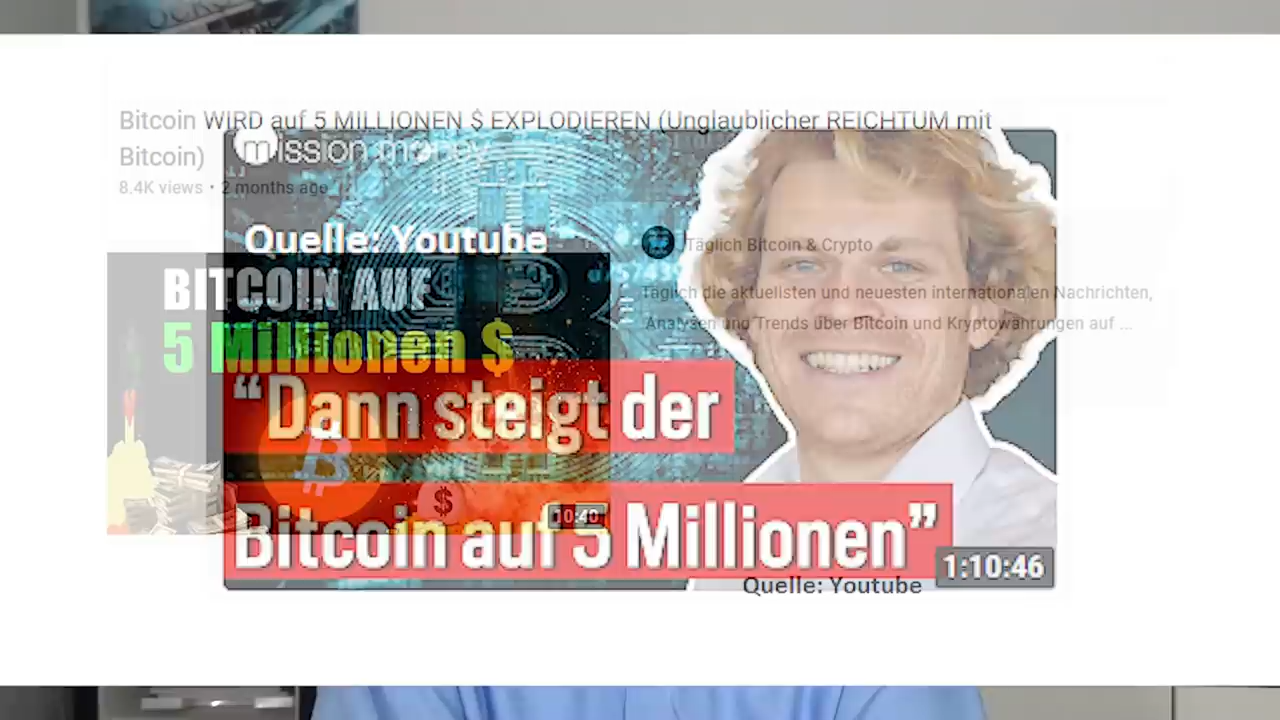 Bitcoin WIRD auf 5 MILLIONEN $ EXPLODIEREN (Unglaublicher REICHTUM mit
Bitcoin)
mission money
8.4K views • 2 months ago
Quelle: Youtube
Täglich Bitcoin & Crypto
BITCOIN AUF
5 Millionen $
Täglich die aktuellsten und neuesten internationalen Nachrichten,
Analysen und Trends über Bitcoin und Kryptowährungen auf ...
“Dann steigt der
Bitcoin auf 5 Millionen”
10:40
1:10:46
Quelle: Youtube